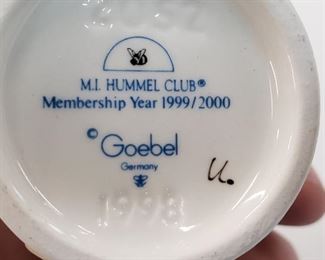 M.I. HUMMEL CLUB®
Membership Year 1999/2000
© Goebel
Germany
U.
1998